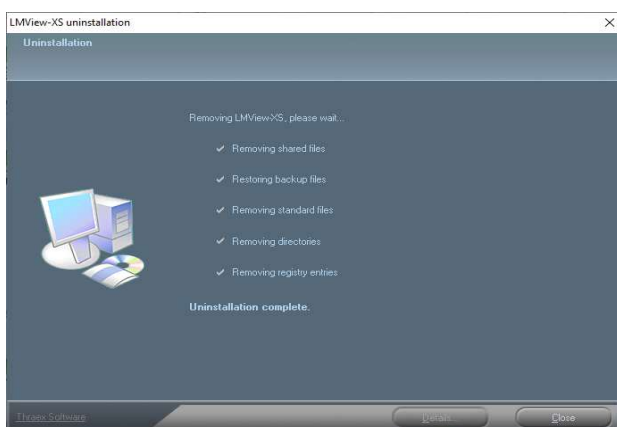 LMView-XS uninstallation
Uninstallation
Removing LMView-XS, please wait...
Removing shared files
Restoring backup files
Removing standard files
Removing directories
Removing registry entries
Uninstallation complete.
Thraex Software
Details
Close